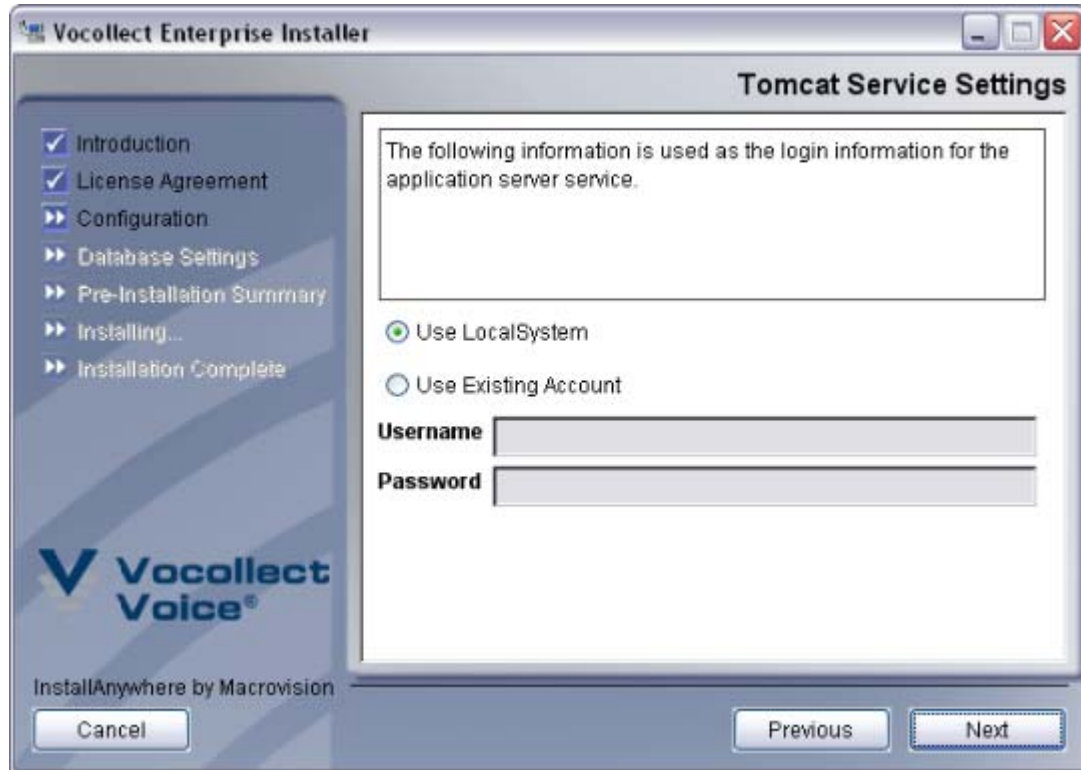 Vocollect Enterprise Installer
Tomcat Service Settings
Introduction
License Agreement
Configuration
Database Settings
Pre-Installation Summary
Installing...
Installation Complete
The following information is used as the login information for the
application server service.
Use LocalSystem
Use Existing Account
Username
Password
Vocollect
Voice®
InstallAnywhere by Macrovision
Cancel
Previous
Next